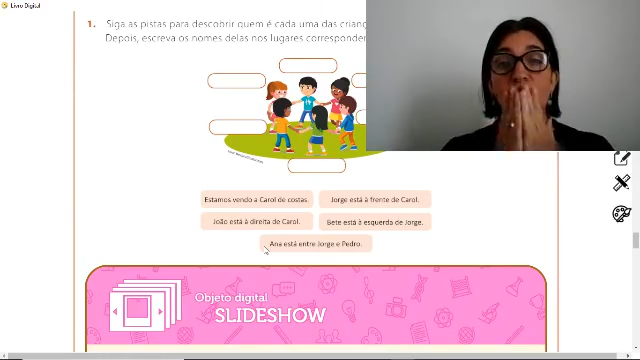 Livro Digital
1. Siga as pistas para descobrir quem é cada uma das
Depois, escreva os nomes delas nos lugares
Estamos vendo a Carol de costas.
Jorge está à frente de Carol.
João está à direita de Carol.
Bete está à esquerda de Jorge.
Ana está entre Jorge e Pedro.
Objeto digital
SLIDESHOW